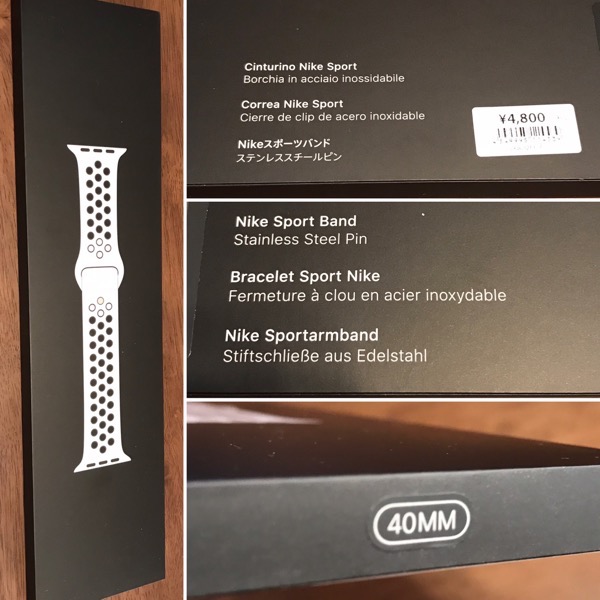 Cinturino Nike Sport
Borchia in acciaio inossidabile
Correa Nike Sport
Cierre de clip de acero inoxidable
Nikeスポーツバンド
ステンレススチールピン
¥4,800
Nike Sport Band
Stainless Steel Pin
Bracelet Sport Nike
Fermeture à clou en acier inoxydable
Nike Sportarmband
Stiftschließe aus Edelstahl
40MM